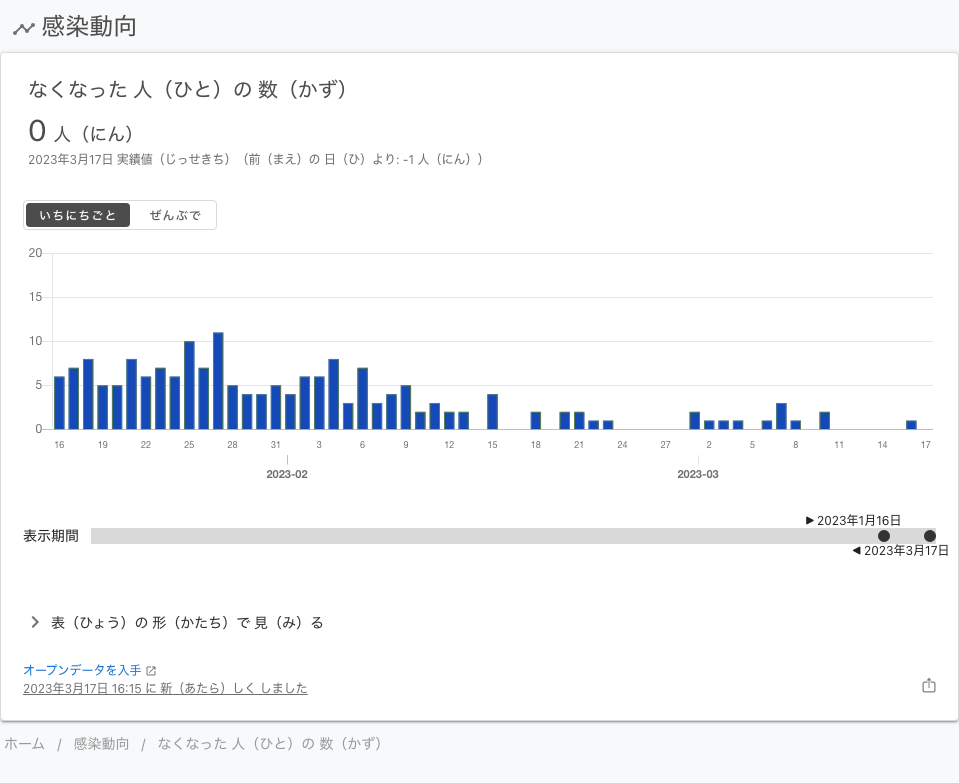 感染動向
なくなった 人（ひと）の 数（かず）
0 人（にん）
2023年3月17日 実績値（じっせきち）（前（まえ）の 日（ひ）より: -1 人（にん））
いちにちごと ぜんぶで
20
15
10
5
0
16 19 22 25 28 31 3 6 9 12 15 18 21 24 27 2 5 8 11 14 17
2023-02 2023-03
▶ 2023年1月16日
表示期間
◀ 2023年3月17日
表（ひょう）の 形（かたち）で 見（み）る
オープンデータを入手
2023年3月17日 16:15 に 新（あたら）しく しました
ホーム / 感染動向 / なくなった 人（ひと）の 数（かず）